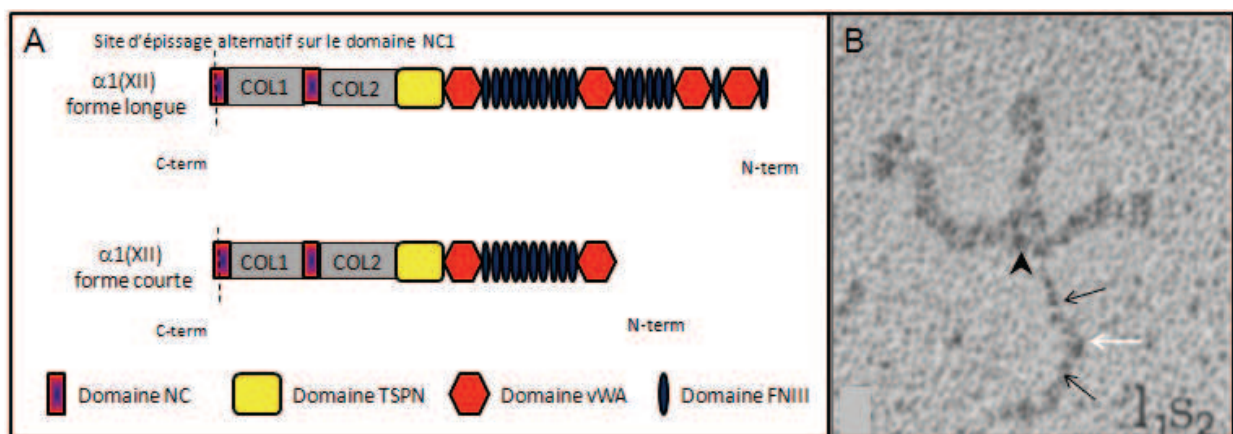 A
Site d'épissage alternatif sur le domaine NC1
α1(XII)
forme longue
COL1
COL2
C-term
N-term
α1(XII)
forme courte
COL1
COL2
C-term
N-term
Domaine NC
Domaine TSPN
Domaine vWA
Domaine FNIII
B
l₁s₂